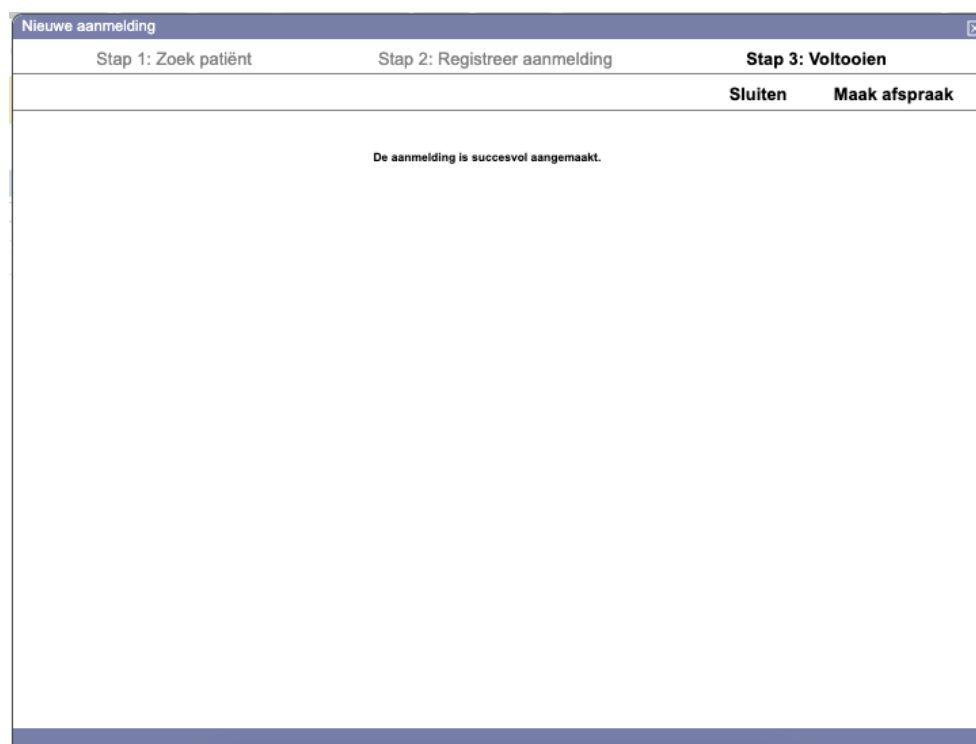 Nieuwe aanmelding
Stap 1: Zoek patiënt Stap 2: Registreer aanmelding Stap 3: Voltooien
Sluiten Maak afspraak
De aanmelding is succesvol aangemaakt.